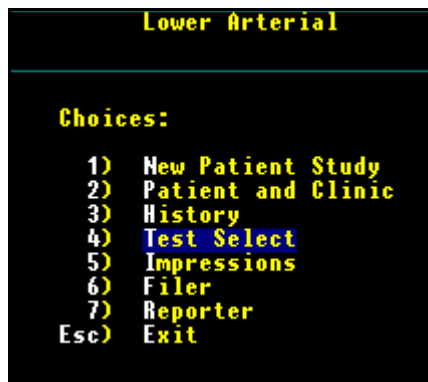 Lower Arterial
Choices:
1) New Patient Study
2) Patient and Clinic
3) History
4) Test Select
5) Impressions
6) Filer
7) Reporter
Esc) Exit